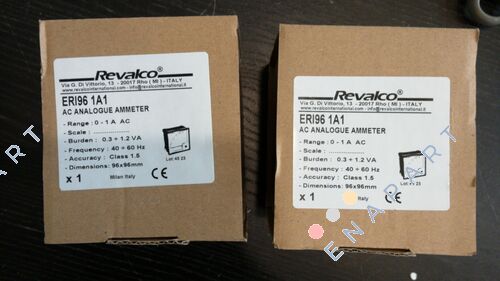 Revalco
Via G. Di Vittorio, 13 - 20017 Rho ( MI ) - ITALY
www.revalcointernational.com - info@revalcointernational.it
ERI96 1A1
AC ANALOGUE AMMETER
- Range : 0 - 1 A AC
- Scale : .....................
- Burden : 0.3 ÷ 1.2 VA
- Frequency : 40 ÷ 60 Hz
- Accuracy : Class 1.5
- Dimensions: 96x96mm
Lot 45 23
x 1
Milan Italy
CE
Revalco
Via G. Di Vittorio, 13 - 20017 Rho ( MI ) - ITALY
ERI96 1A1
AC ANALOGUE AMMETER
- Range : 0 - 1 A AC
- Scale : .....................
- Burden : 0.3 ÷ 1.2 VA
- Frequency : 40 ÷ 60 Hz
- Accuracy : Class 1.5
- Dimensions: 96x96mm
x 1
Italy
CE
ENAPART